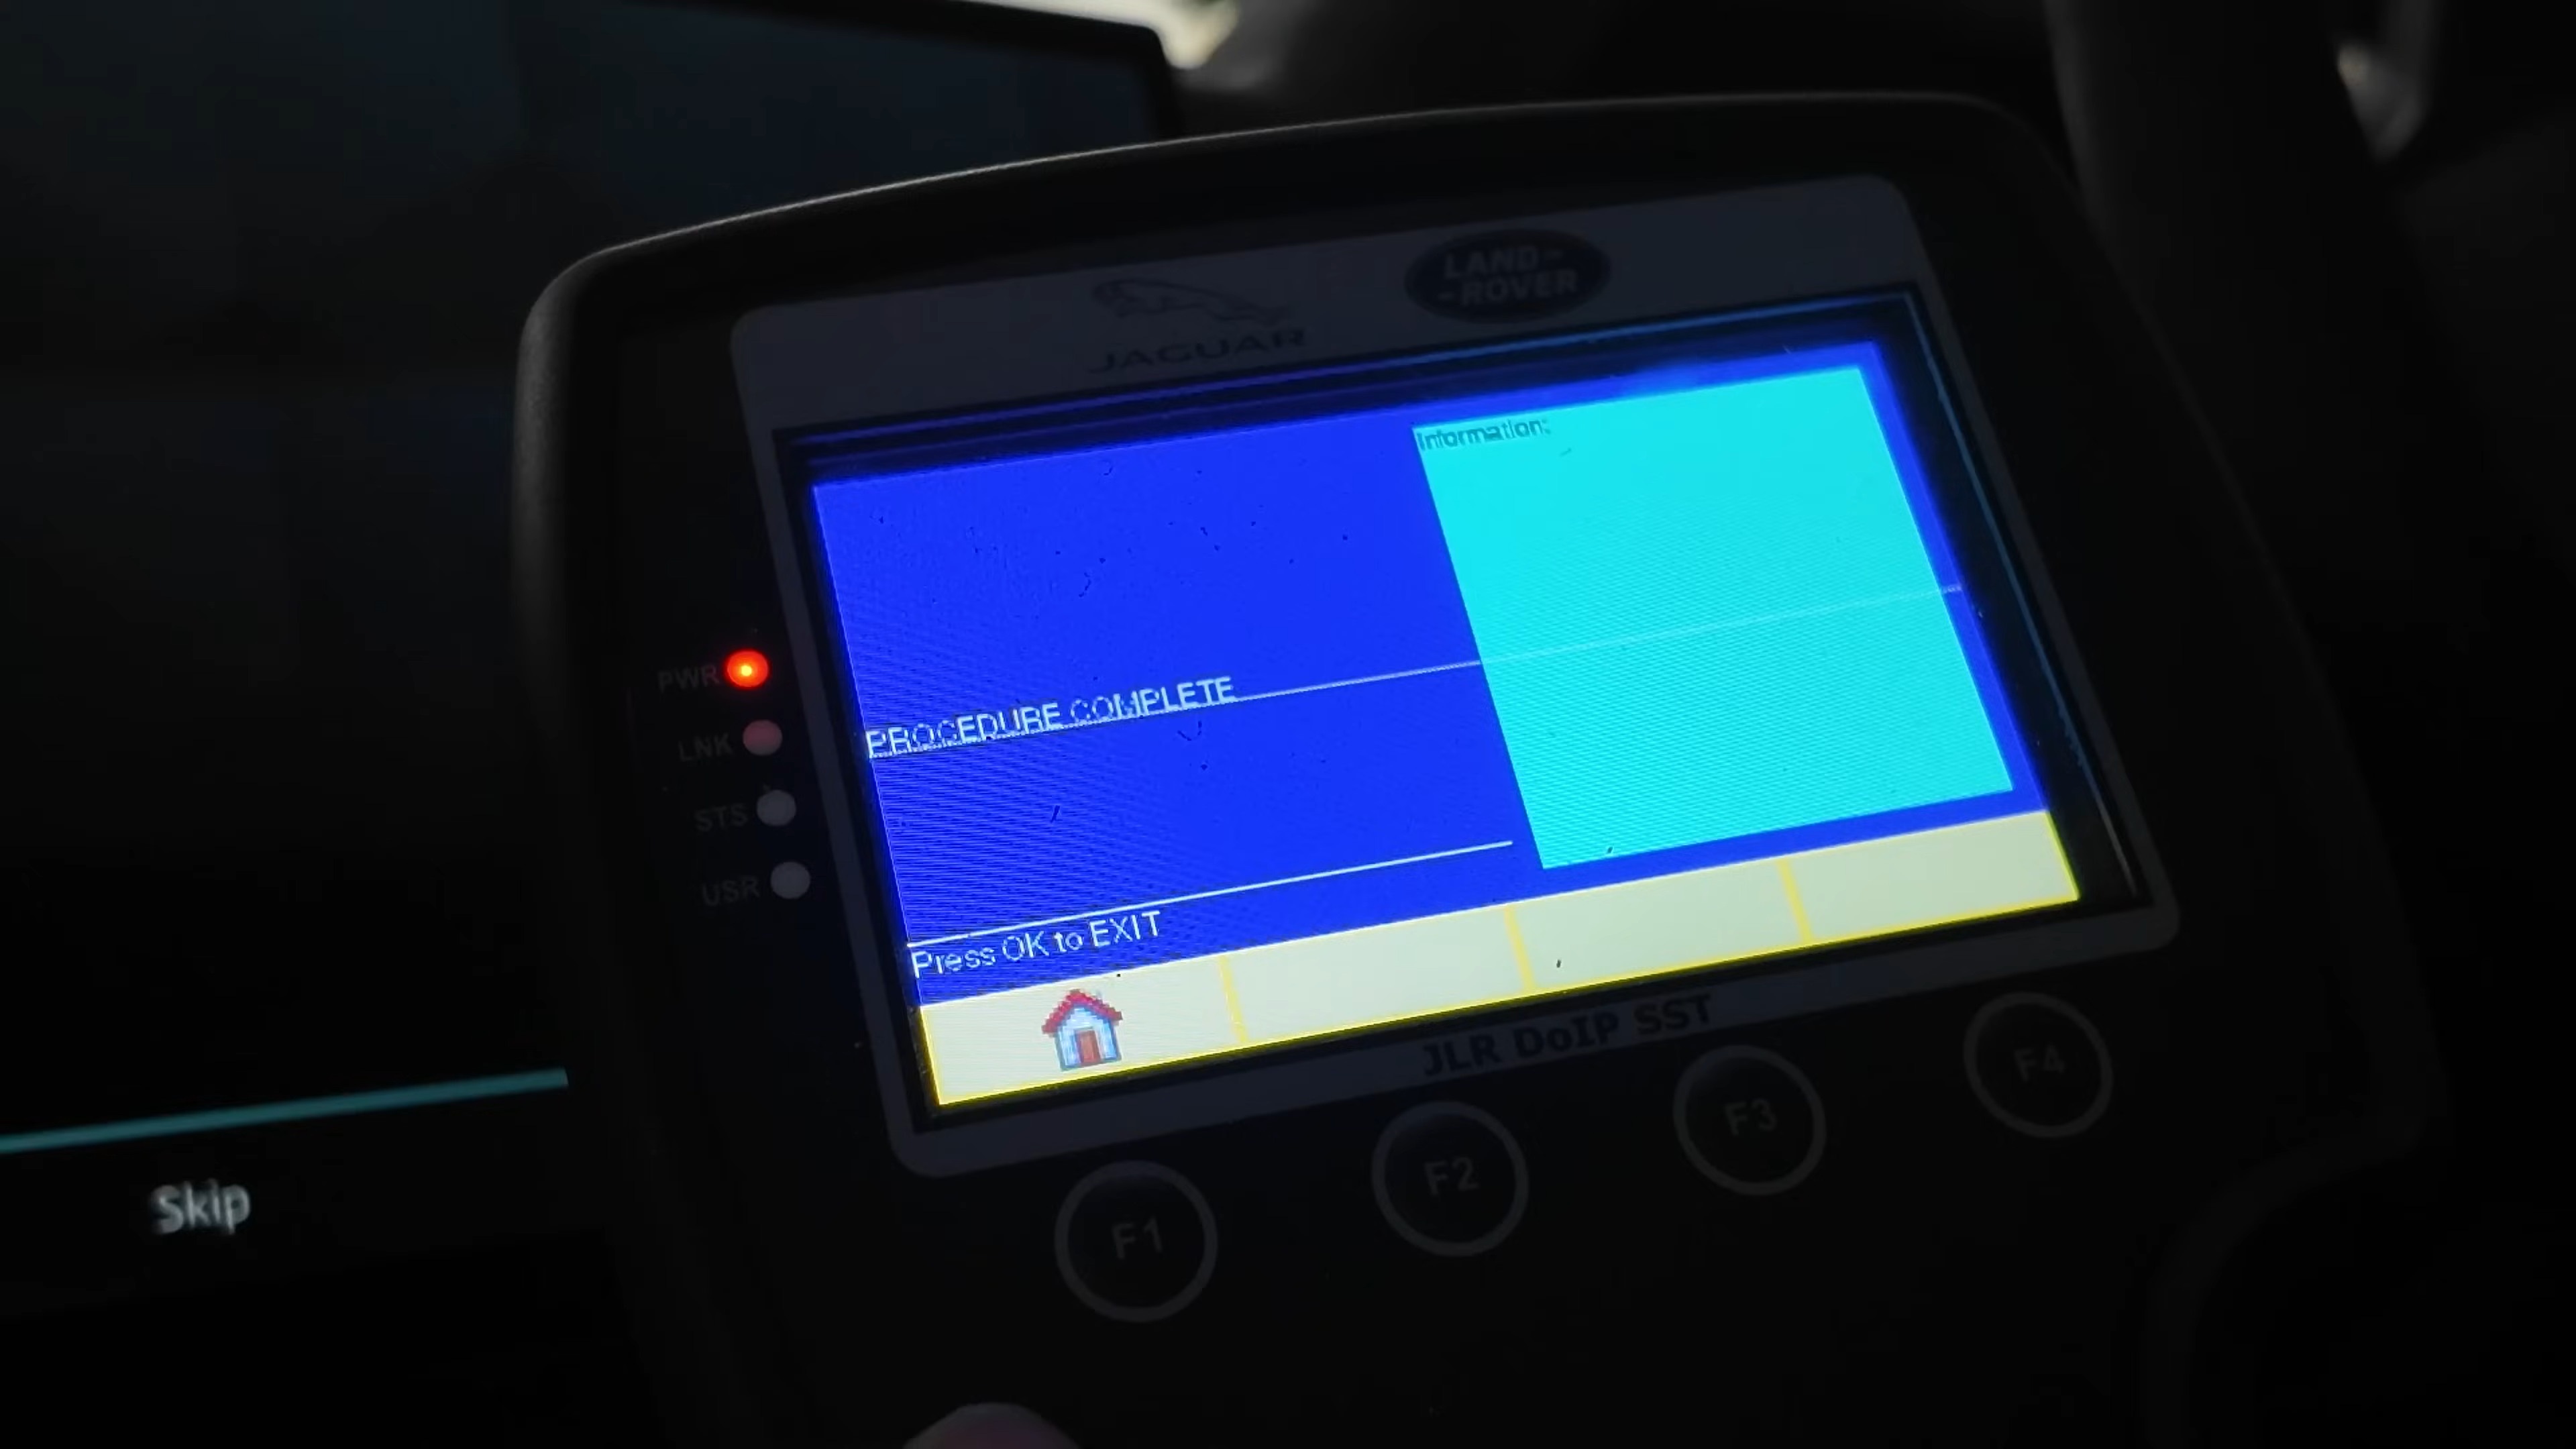 LAND-
-ROVER
JAGUAR
Information:
PWR
LNK
PROCEDURE COMPLETE
STS
USR
Press OK to EXIT
JLR DoIP SST
F1
F2
F3
F4
Skip